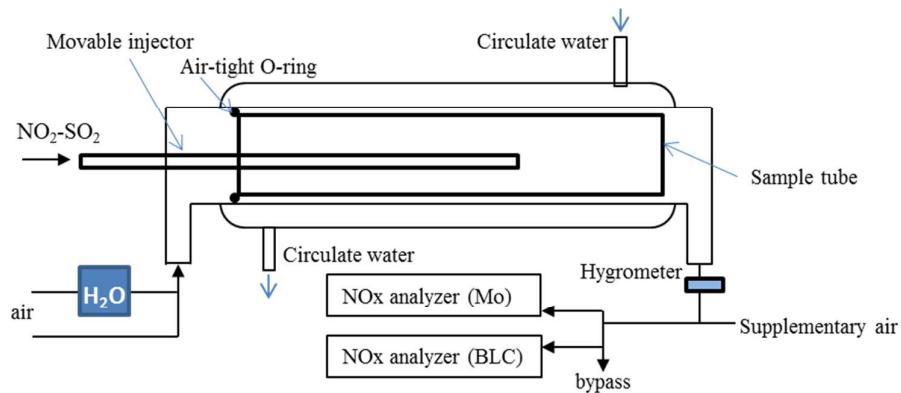 Circulate water
Movable injector
Air-tight O-ring
NO₂-SO₂
Sample tube
Circulate water
Hygrometer
H₂O
NOx analyzer (Mo)
air
Supplementary air
NOx analyzer (BLC)
bypass